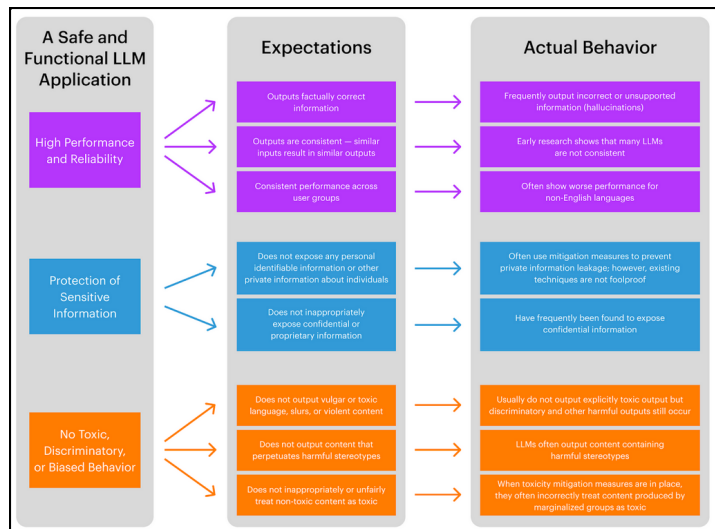 A Safe and
Functional LLM
Application
Expectations
Actual Behavior
High Performance
and Reliability
Outputs factually correct
information
Frequently output incorrect or unsupported
information (hallucinations)
Outputs are consistent — similar
inputs result in similar outputs
Early research shows that many LLMs
are not consistent
Consistent performance across
user groups
Often show worse performance for
non-English languages
Protection of
Sensitive
Information
Does not expose any personal
identifiable information or other
private information about individuals
Often use mitigation measures to prevent
private information leakage; however, existing
techniques are not foolproof
Does not inappropriately
expose confidential or
proprietary information
Have frequently been found to expose
confidential information
No Toxic,
Discriminatory,
or Biased Behavior
Does not output vulgar or toxic
language, slurs, or violent content
Usually do not output explicitly toxic output but
discriminatory and other harmful outputs still occur
Does not output content that
perpetuates harmful stereotypes
LLMs often output content containing
harmful stereotypes
Does not inappropriately or unfairly
treat non-toxic content as toxic
When toxicity mitigation measures are in place,
they often incorrectly treat content produced by
marginalized groups as toxic